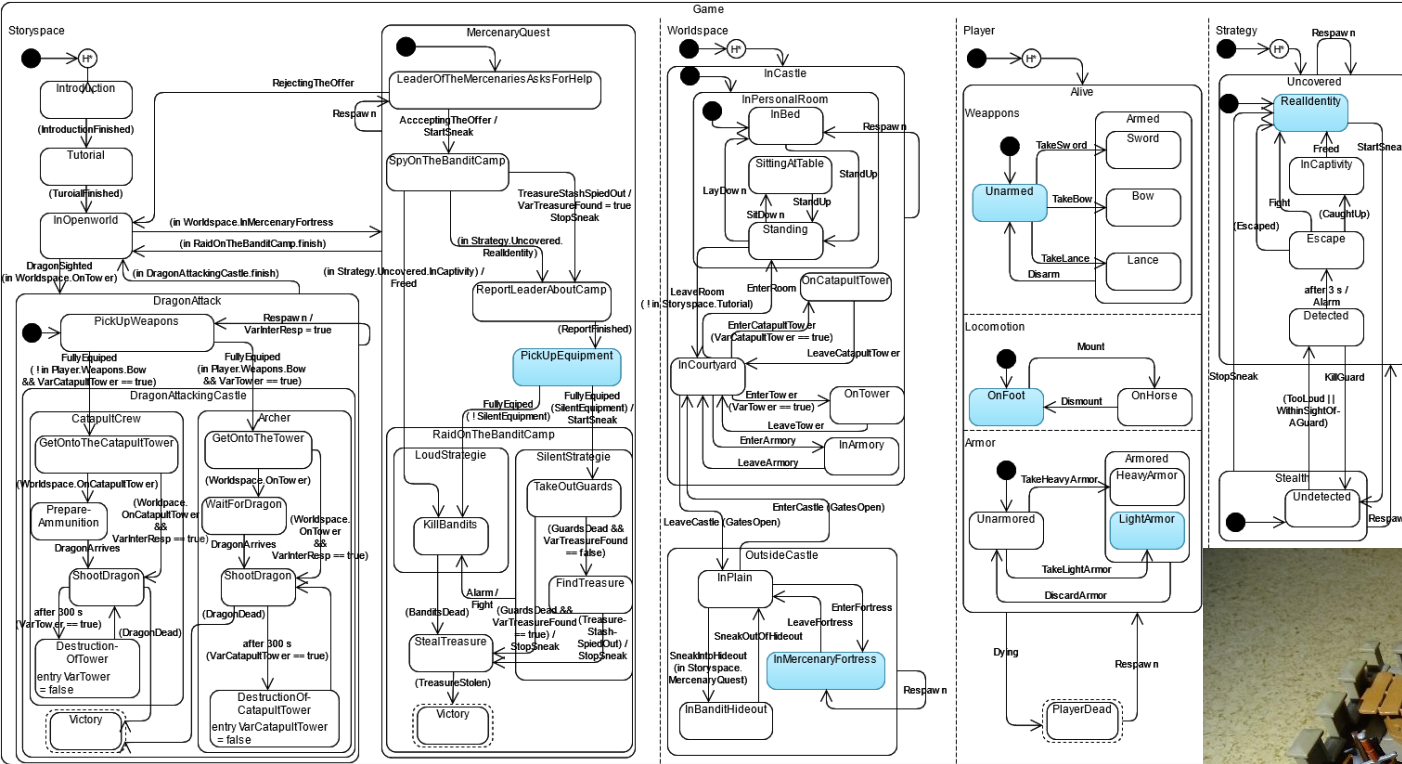 Game
Storyspace
H*
Introduction
(IntroductionFinished)
Tutorial
(TuroialFinished)
InOpenworld
DragonSighted
(in Worldspace.OnTower)
(in DragonAttackingCastle.finish)
RejectingTheOffer
(in Worldspace.InMercenaryFortress)
(in RaidOnTheBanditCamp.finish)
DragonAttack
PickUpWeapons
Respawn /
VarInterResp = true
FullyEquiped
( ! in Player.Weapons.Bow
&& VarCatapultTower == true)
FullyEquiped
(in Player.Weapons.Bow
&& VarTower == true)
DragonAttackingCastle
CatapultCrew
GetOntoTheCatapultTower
(Worldspace.OnCatapultTower)
Prepare-
Ammunition
DragonArrives
(Worldpace.
OnCatapultTower
&&
VarInterResp == true)
ShootDragon
after 300 s
(VarTower == true)
(DragonDead)
Destruction-
OfTower
entry VarTower
= false
Victory
Archer
GetOntoTheTower
(Worldspace.OnTower)
WaitForDragon
DragonArrives
(Worldspace.
OnTower
&&
VarInterResp == true)
ShootDragon
(DragonDead)
after 300 s
(VarCatapultTower == true)
DestructionOf-
CatapultTower
entry VarCatapultTower
= false
MercenaryQuest
LeaderOfTheMercenariesAsksForHelp
Respawn
AccceptingTheOffer /
StartSneak
SpyOnTheBanditCamp
TreasureStashSpiedOut /
VarTreasureFound = true
StopSneak
(in Strategy.Uncovered.
RealIdentity)
(in Strategy.Uncovered.InCaptivity) /
Freed
ReportLeaderAboutCamp
(ReportFinished)
PickUpEquipment
FullyEqiped
( ! SilentEquipment)
FullyEquiped
(SilentEquipment) /
StartSneak
RaidOnTheBanditCamp
LoudStrategie
KillBandits
(BanditsDead)
Alarm /
Fight
SilentStrategie
TakeOutGuards
(GuardsDead &&
VarTreasureFound
== false)
FindTreasure
(GuardsDead &&
VarTreasureFound
== true) /
StopSneak
(Treasure-
Stash-
SpiedOut) /
StopSneak
StealTreasure
(TreasureStolen)
Victory
Worldspace
H*
InCastle
InPersonalRoom
InBed
Respawn
SittingAtTable
StandUp
LayDown
StandUp
SitDown
Standing
LeaveRoom
( ! in.Storyspace.Tutorial)
EnterRoom
OnCatapultTower
EnterCatapultTower
(VarCatapultTower == true)
LeaveCatapultTower
InCourtyard
EnterTower
(VarTower == true)
OnTower
LeaveTower
EnterArmory
InArmory
LeaveArmory
LeaveCastle (GatesOpen)
EnterCastle (GatesOpen)
OutsideCastle
InPlain
EnterFortress
LeaveFortress
SneakOutOfHideout
SneakIntoHideout
(in Storyspace.
MercenaryQuest)
InMercenaryFortress
Respawn
InBanditHideout
Player
H*
Alive
Weappons
Armed
TakeSword
Sword
Unarmed
TakeBow
Bow
TakeLance
Lance
Disarm
Locomotion
Mount
OnFoot
Dismount
OnHorse
Armor
Armored
TakeHeavyArmor
HeavyArmor
Unarmored
LightArmor
TakeLightArmor
DiscardArmor
Dying
Respawn
PlayerDead
Strategy
H*
Respawn
Uncovered
RealIdentity
Freed
StartSneak
InCaptivity
Fight
(CaughtUp)
(Escaped)
Escape
after 3 s /
Alarm
Detected
StopSneak
KillGuard
(TooLoud ||
WithinSightOf-
AGuard)
Stealth
Undetected
Respawn